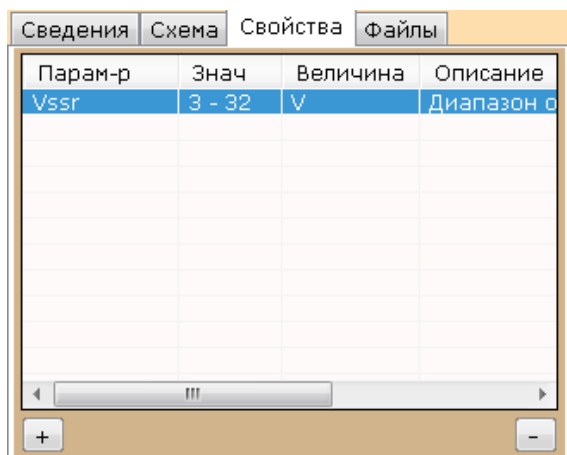 Сведения Схема Свойства Файлы
Парам-р Знач Величина Описание
Vssr 3 - 32 V Диапазон о
+ -